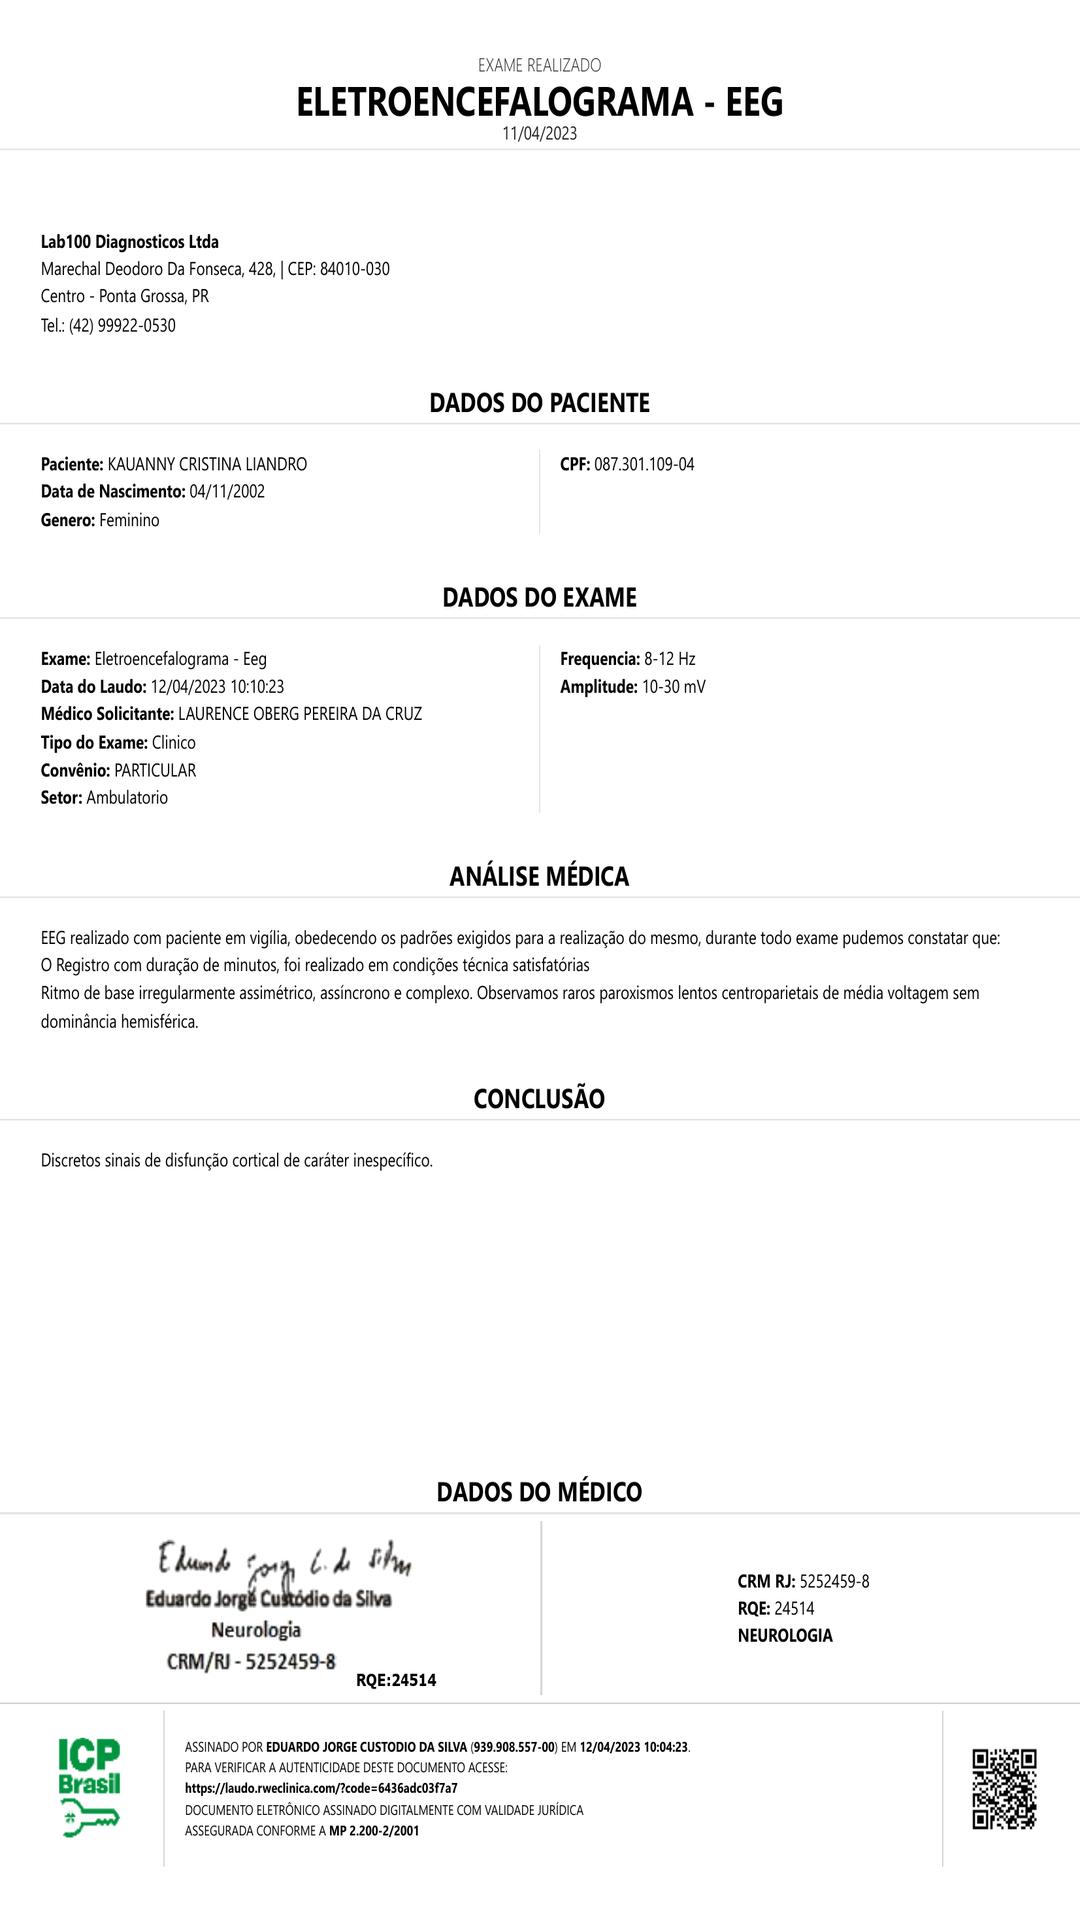 EXAME REALIZADO
ELETROENCEFALOGRAMA - EEG
11/04/2023
Lab100 Diagnosticos Ltda
Marechal Deodoro Da Fonseca, 428, | CEP: 84010-030
Centro - Ponta Grossa, PR
Tel.: (42) 99922-0530
DADOS DO PACIENTE
Paciente: KAUANNY CRISTINA LIANDRO
Data de Nascimento: 04/11/2002
Genero: Feminino
CPF: 087.301.109-04
DADOS DO EXAME
Exame: Eletroencefalograma - Eeg
Data do Laudo: 12/04/2023 10:10:23
Médico Solicitante: LAURENCE OBERG PEREIRA DA CRUZ
Tipo do Exame: Clinico
Convênio: PARTICULAR
Setor: Ambulatorio
Frequencia: 8-12 Hz
Amplitude: 10-30 mV
ANÁLISE MÉDICA
EEG realizado com paciente em vigília, obedecendo os padrões exigidos para a realização do mesmo, durante todo exame pudemos constatar que:
O Registro com duração de minutos, foi realizado em condições técnica satisfatórias
Ritmo de base irregularmente assimétrico, assíncrono e complexo. Observamos raros paroxismos lentos centroparietais de média voltagem sem
dominância hemisférica.
CONCLUSÃO
Discretos sinais de disfunção cortical de caráter inespecífico.
DADOS DO MÉDICO
Eduardo Jorge C. da Silva
Eduardo Jorge Custódio da Silva
Neurologia
CRM/RJ - 5252459-8
RQE:24514
CRM RJ: 5252459-8
RQE: 24514
NEUROLOGIA
ICP
Brasil
ASSINADO POR EDUARDO JORGE CUSTODIO DA SILVA (939.908.557-00) EM 12/04/2023 10:04:23.
PARA VERIFICAR A AUTENTICIDADE DESTE DOCUMENTO ACESSE:
https://laudo.rweclinica.com/?code=6436adc03f7a7
DOCUMENTO ELETRÔNICO ASSINADO DIGITALMENTE COM VALIDADE JURÍDICA
ASSEGURADA CONFORME A MP 2.200-2/2001